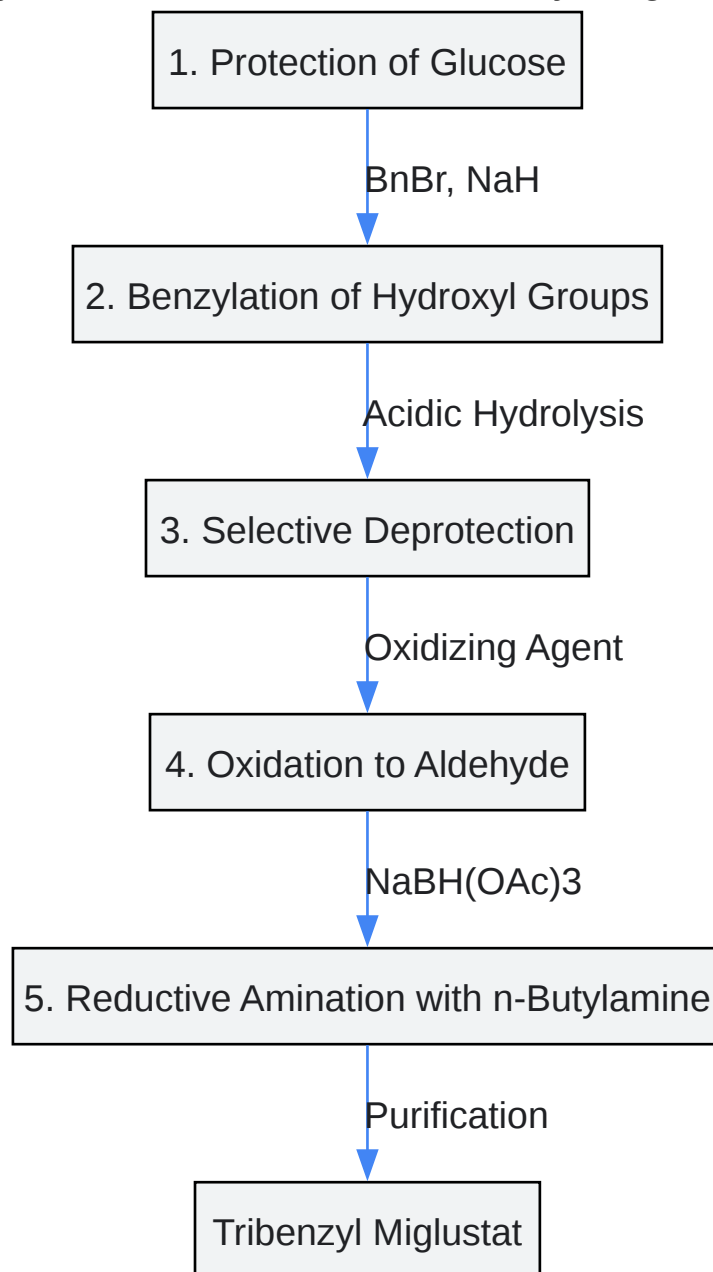 1. Protection of Glucose
BnBr, NaH
2. Benzylation of Hydroxyl Groups
Acidic Hydrolysis
3. Selective Deprotection
Oxidizing Agent
4. Oxidation to Aldehyde
NaBH(OAc)3
5. Reductive Amination with n-Butylamine
Purification
Tribenzyl Miglustat